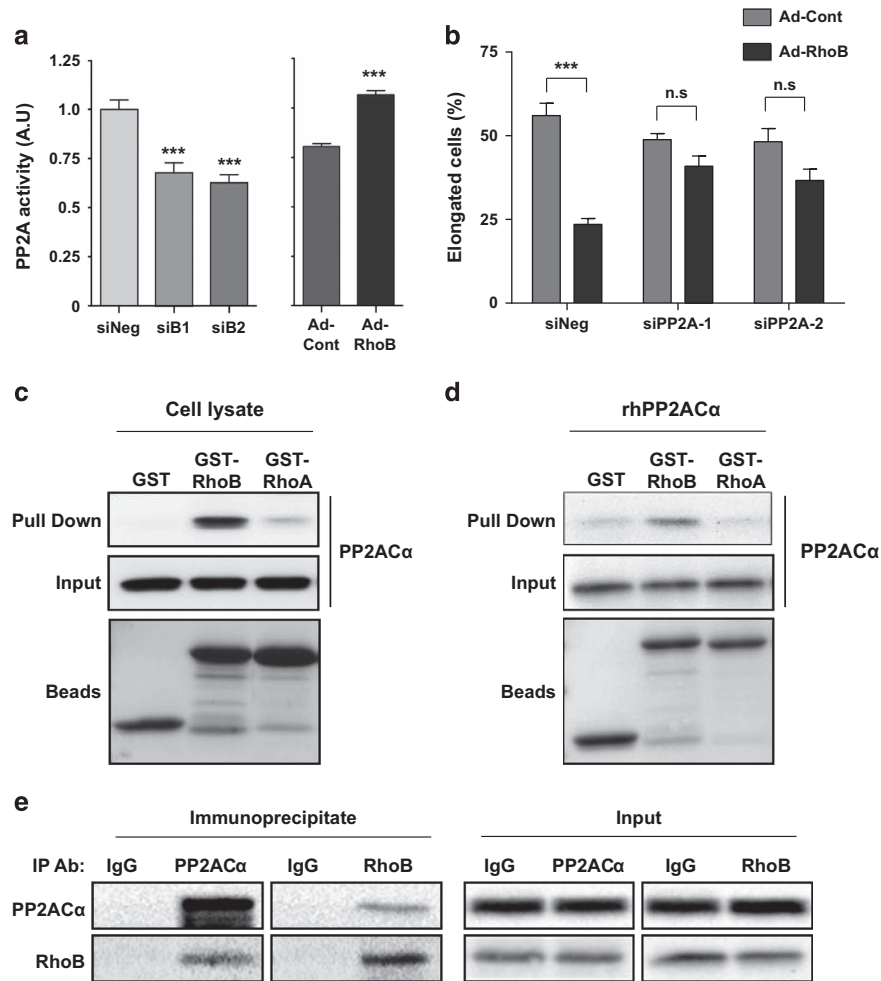 a
PP2A activity (A.U)
1.25
1.0
0.75
0.5
0.25
0
***
***
***
siNeg siB1 siB2
Ad-Cont
Ad-RhoB
b
Ad-Cont
Ad-RhoB
Elongated cells (%)
75
50
25
0
***
n.s
n.s
siNeg siPP2A-1 siPP2A-2
c
Cell lysate
GST GST-RhoB GST-RhoA
Pull Down
Input
Beads
PP2ACα
d
rhPP2ACα
GST GST-RhoB GST-RhoA
Pull Down
Input
Beads
PP2ACα
e
Immunoprecipitate Input
IP Ab: IgG PP2ACα IgG RhoB IgG PP2ACα IgG RhoB
PP2ACα
RhoB